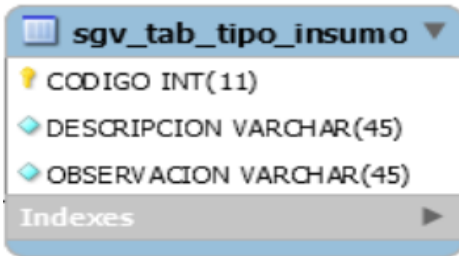 sgv_tab_tipo_insumo
CODIGO INT(11)
DESCRIPCION VARCHAR(45)
OBSERVACION VARCHAR(45)
Indexes